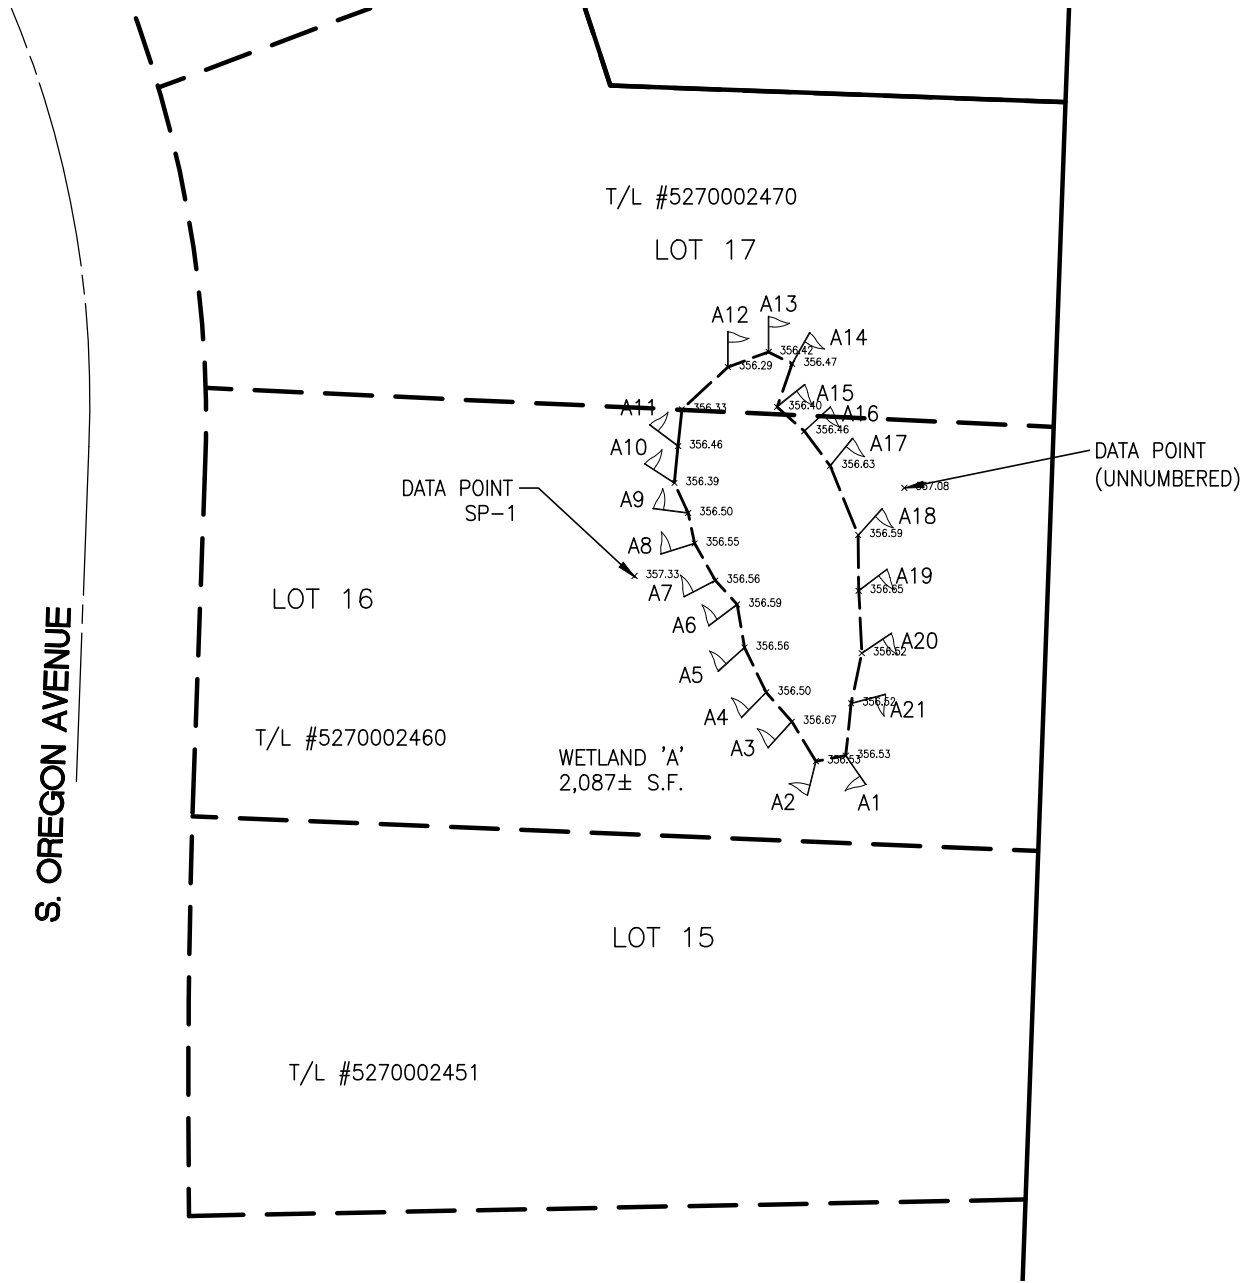 T/L #5270002470
LOT 17
A13
A12
A14
356.42
356.29
356.47
A15
A11
356.33
356.40
A16
356.46
A10
356.46
A17
356.63
DATA POINT
(UNNUMBERED)
356.39
357.08
DATA POINT
SP-1
A9
356.50
A18
356.59
A8
356.55
357.33
A7
356.56
A19
356.65
LOT 16
356.59
A6
A20
356.52
356.56
A5
356.50
356.52
A21
A4
356.67
T/L #5270002460
A3
WETLAND 'A'
2,087± S.F.
356.53
356.53
A2
A1
S. OREGON AVENUE
LOT 15
T/L #5270002451